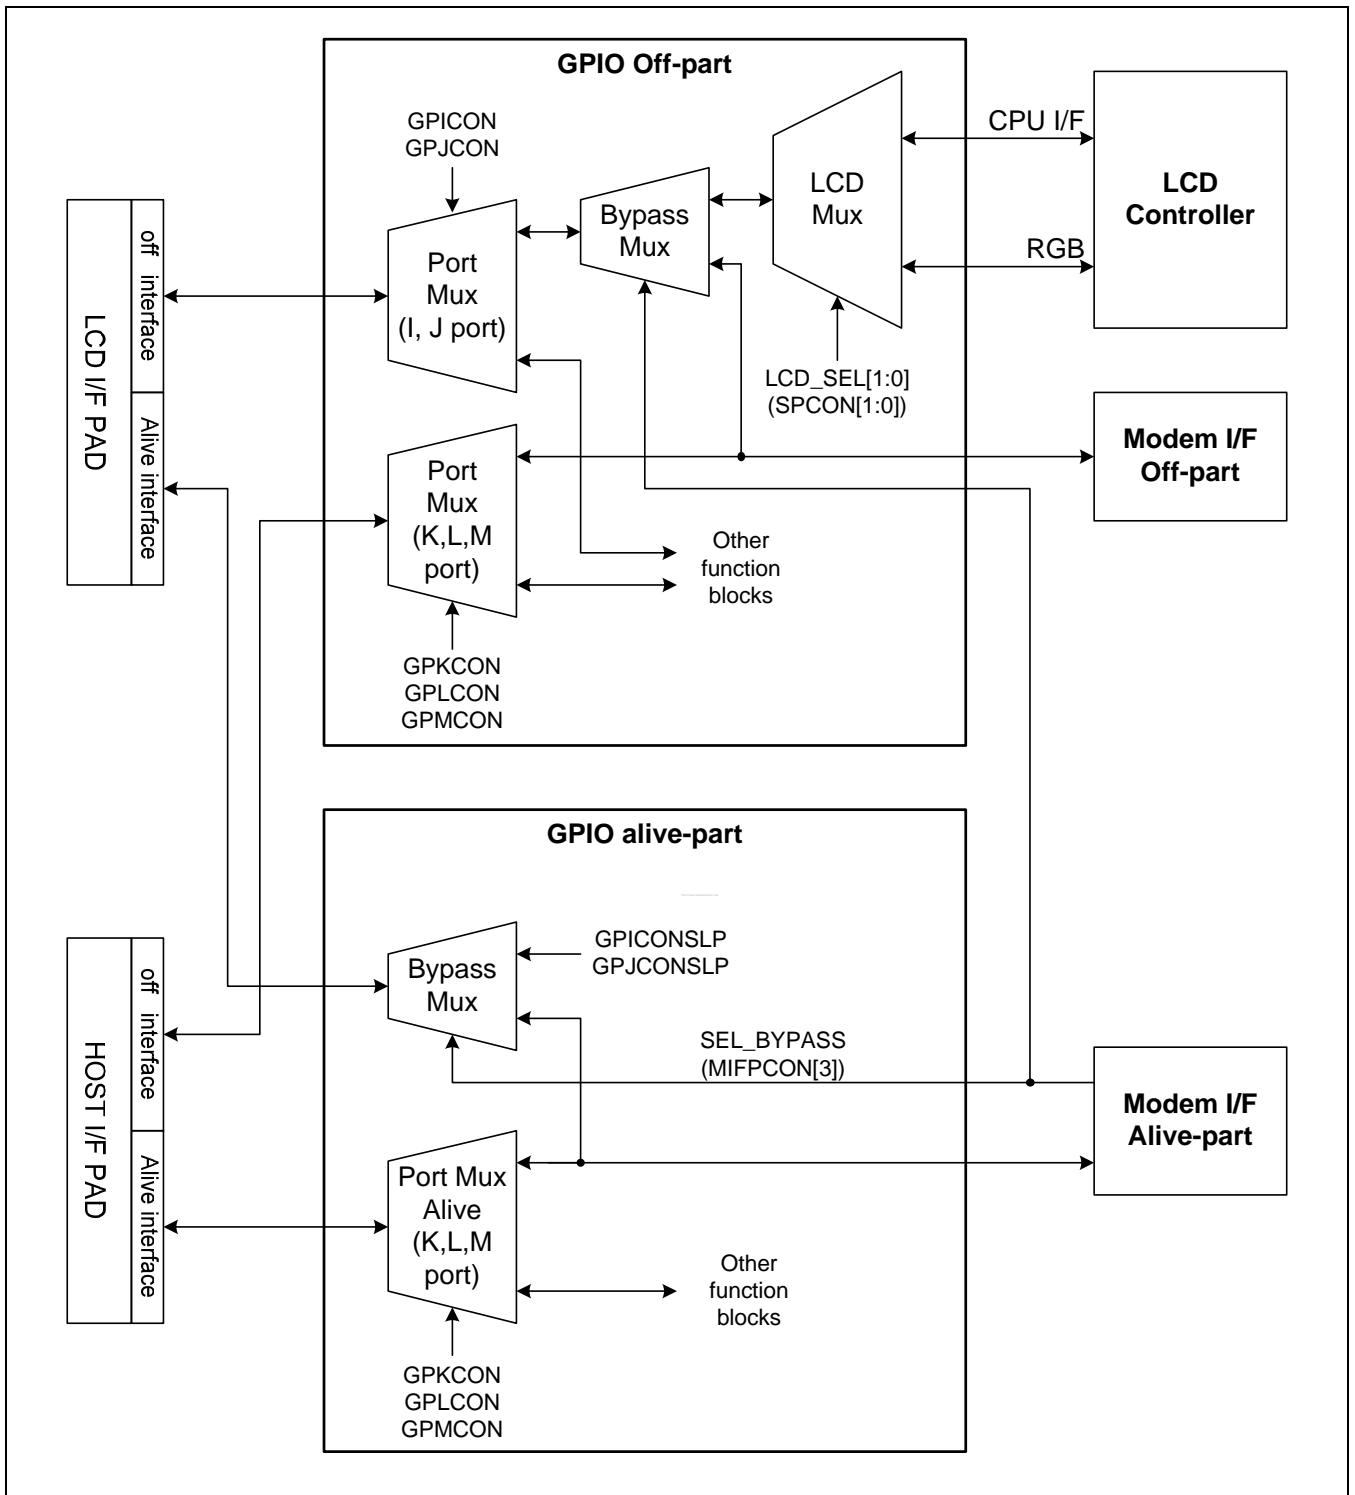 GPIO Off-part
GPICON
GPJCON
CPU I/F
LCD
Controller
RGB
LCD
Mux
Bypass
Mux
Port
Mux
(I, J port)
LCD_SEL[1:0]
(SPCON[1:0])
off interface
LCD I/F PAD
Alive interface
Modem I/F
Off-part
Port
Mux
(K,L,M
port)
Other
function
blocks
GPKCON
GPLCON
GPMCON
GPIO alive-part
Bypass
Mux
GPICONSLP
GPJCONSLP
SEL_BYPASS
(MIFPCON[3])
off interface
HOST I/F PAD
Alive interface
Modem I/F
Alive-part
Port Mux
Alive
(K,L,M
port)
Other
function
blocks
GPKCON
GPLCON
GPMCON